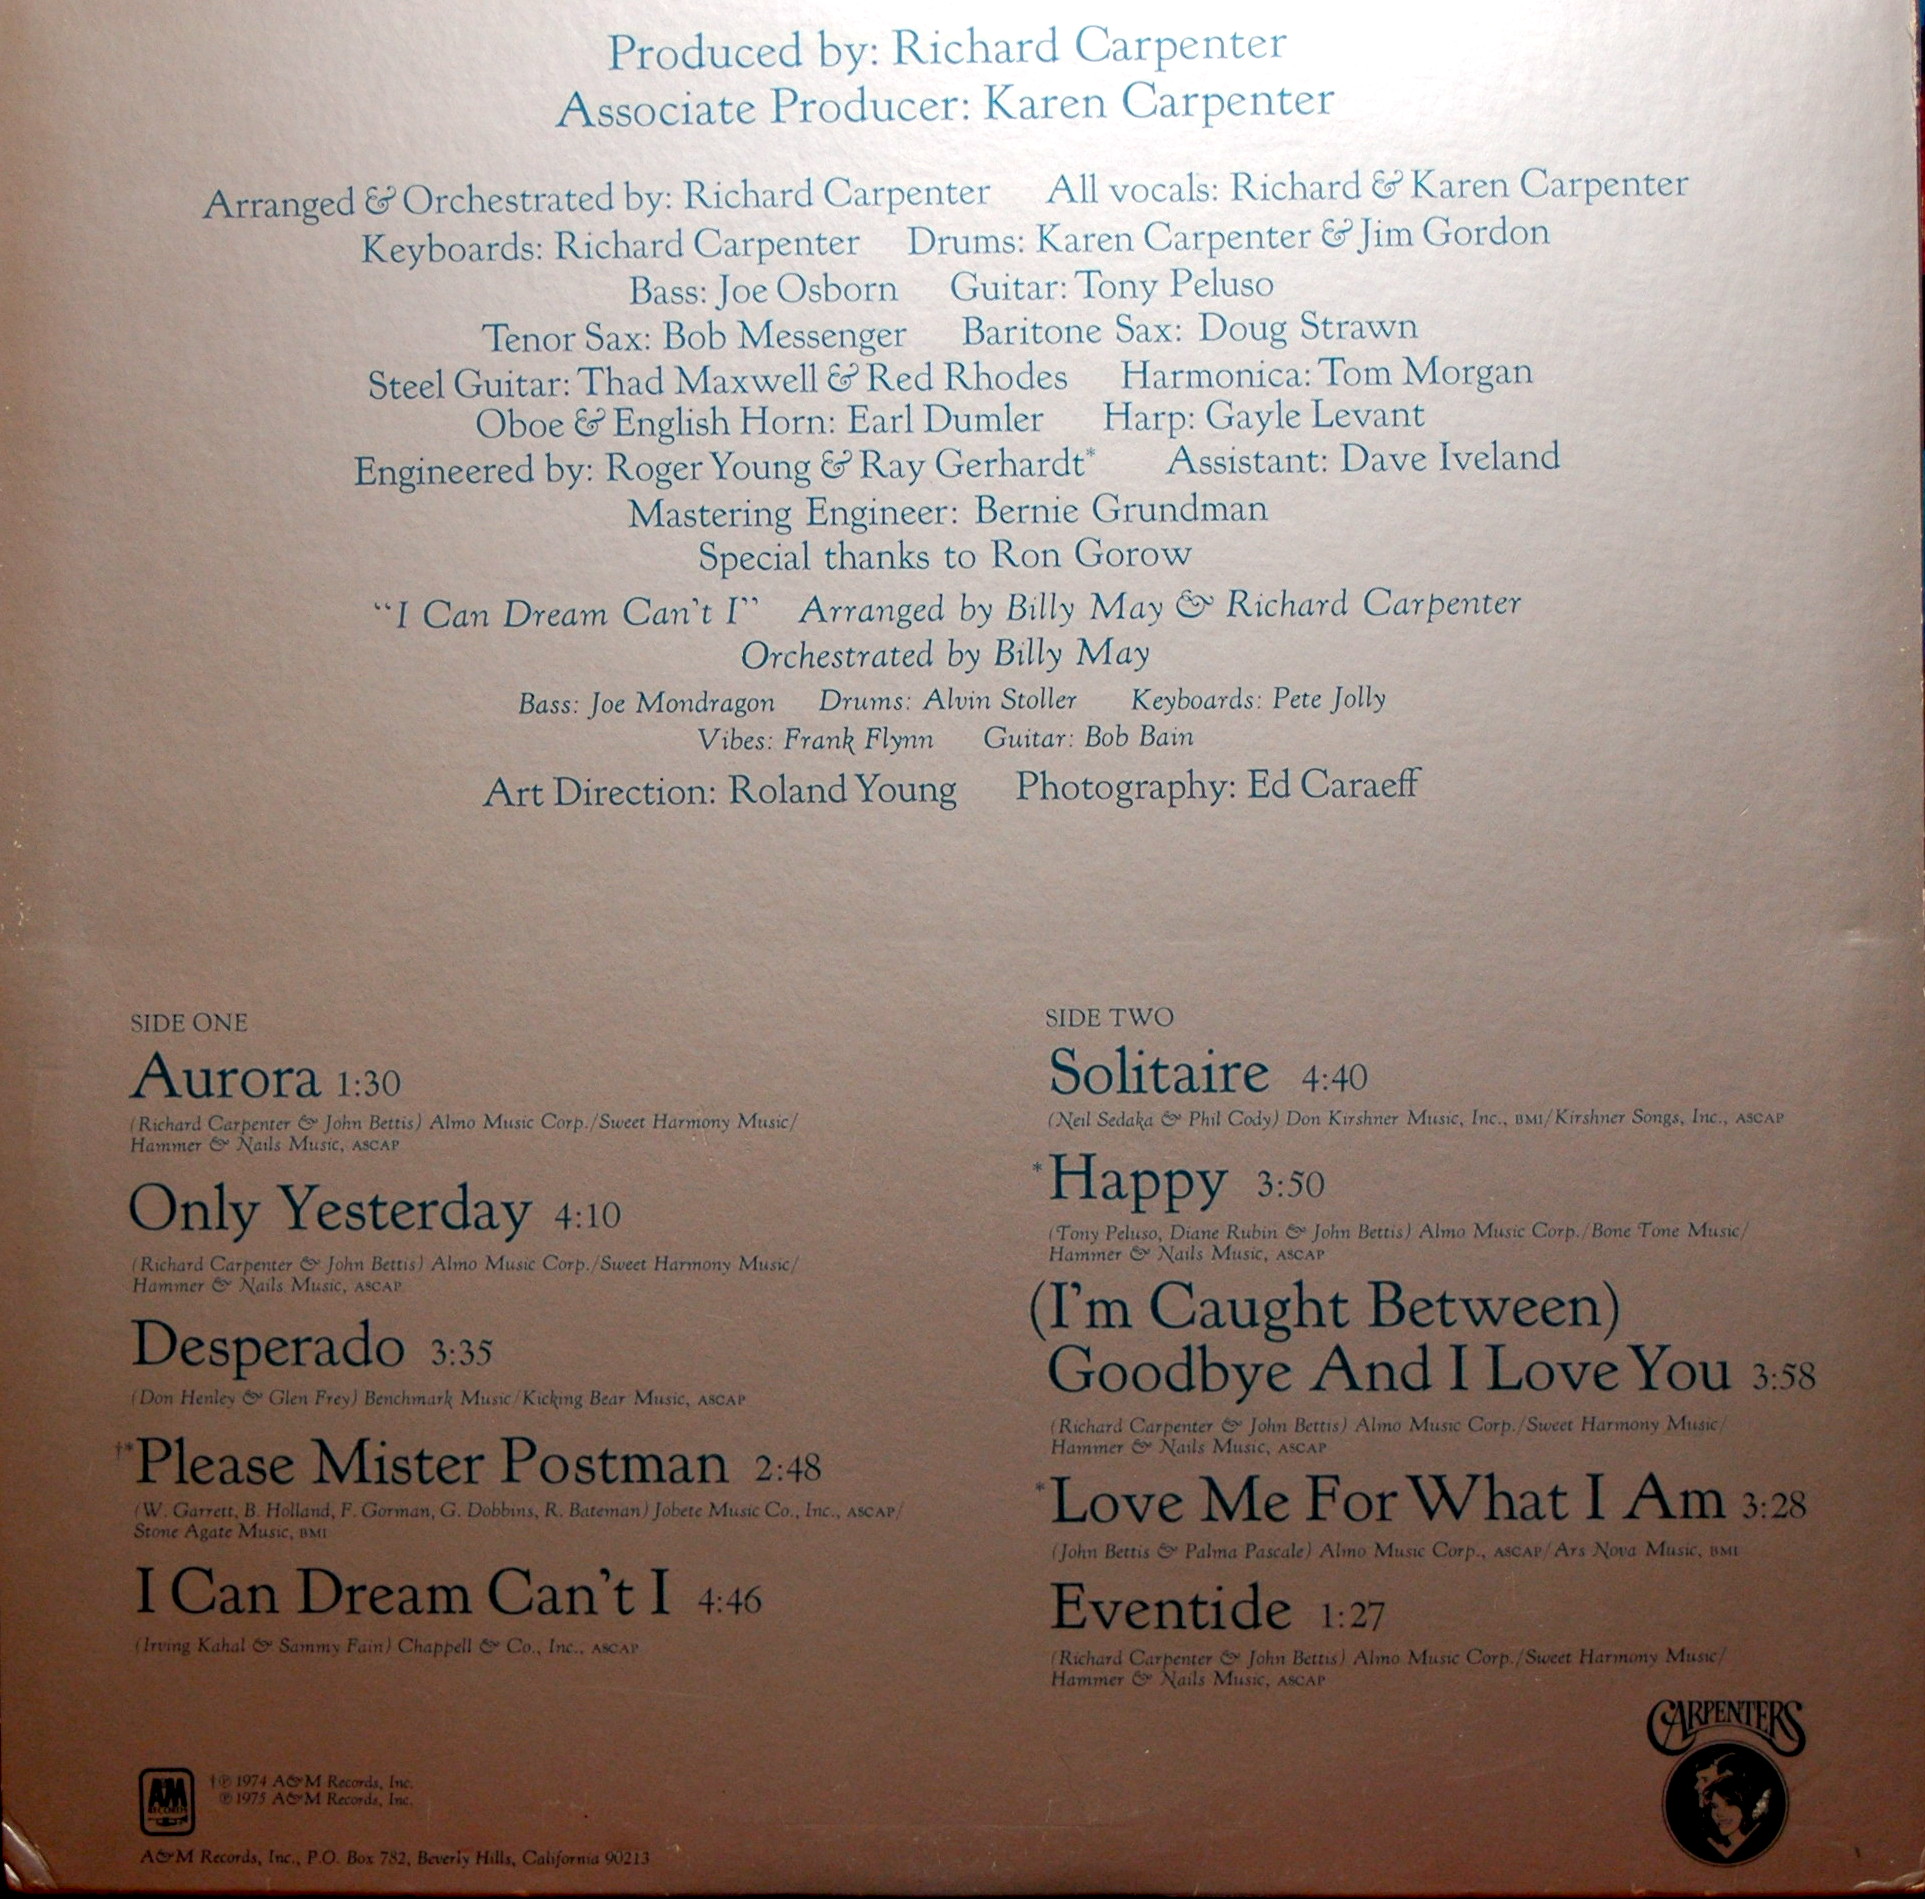 Produced by: Richard Carpenter
Associate Producer: Karen Carpenter
Arranged & Orchestrated by: Richard Carpenter All vocals: Richard & Karen Carpenter
Keyboards: Richard Carpenter Drums: Karen Carpenter & Jim Gordon
Bass: Joe Osborn Guitar: Tony Peluso
Tenor Sax: Bob Messenger Baritone Sax: Doug Strawn
Steel Guitar: Thad Maxwell & Red Rhodes Harmonica: Tom Morgan
Oboe & English Horn: Earl Dumler Harp: Gayle Levant
Engineered by: Roger Young & Ray Gerhardt* Assistant: Dave Iveland
Mastering Engineer: Bernie Grundman
Special thanks to Ron Gorow
“I Can Dream Can't I” Arranged by Billy May & Richard Carpenter
Orchestrated by Billy May
Bass: Joe Mondragon Drums: Alvin Stoller Keyboards: Pete Jolly
Vibes: Frank Flynn Guitar: Bob Bain
Art Direction: Roland Young Photography: Ed Caraeff
SIDE ONE
Aurora 1:30
(Richard Carpenter & John Bettis) Almo Music Corp./Sweet Harmony Music/
Hammer & Nails Music, ASCAP
Only Yesterday 4:10
(Richard Carpenter & John Bettis) Almo Music Corp./Sweet Harmony Music/
Hammer & Nails Music, ASCAP
Desperado 3:35
(Don Henley & Glen Frey) Benchmark Music/Kicking Bear Music, ASCAP
†*Please Mister Postman 2:48
(W. Garrett, B. Holland, F. Gorman, G. Dobbins, R. Bateman) Jobete Music Co., Inc., ASCAP/
Stone Agate Music, BMI
I Can Dream Can't I 4:46
(Irving Kahal & Sammy Fain) Chappell & Co., Inc., ASCAP
SIDE TWO
Solitaire 4:40
(Neil Sedaka & Phil Cody) Don Kirshner Music, Inc., BMI/Kirshner Songs, Inc., ASCAP
*Happy 3:50
(Tony Peluso, Diane Rubin & John Bettis) Almo Music Corp./Bone Tone Music/
Hammer & Nails Music, ASCAP
(I'm Caught Between)
Goodbye And I Love You 3:58
(Richard Carpenter & John Bettis) Almo Music Corp./Sweet Harmony Music/
Hammer & Nails Music, ASCAP
*Love Me For What I Am 3:28
(John Bettis & Palma Pascale) Almo Music Corp., ASCAP/Ars Nova Music, BMI
Eventide 1:27
(Richard Carpenter & John Bettis) Almo Music Corp./Sweet Harmony Music/
Hammer & Nails Music, ASCAP
CARPENTERS
A&M
RECORDS
†℗ 1974 A&M Records, Inc.
℗ 1975 A&M Records, Inc.
A&M Records, Inc., P.O. Box 782, Beverly Hills, California 90213